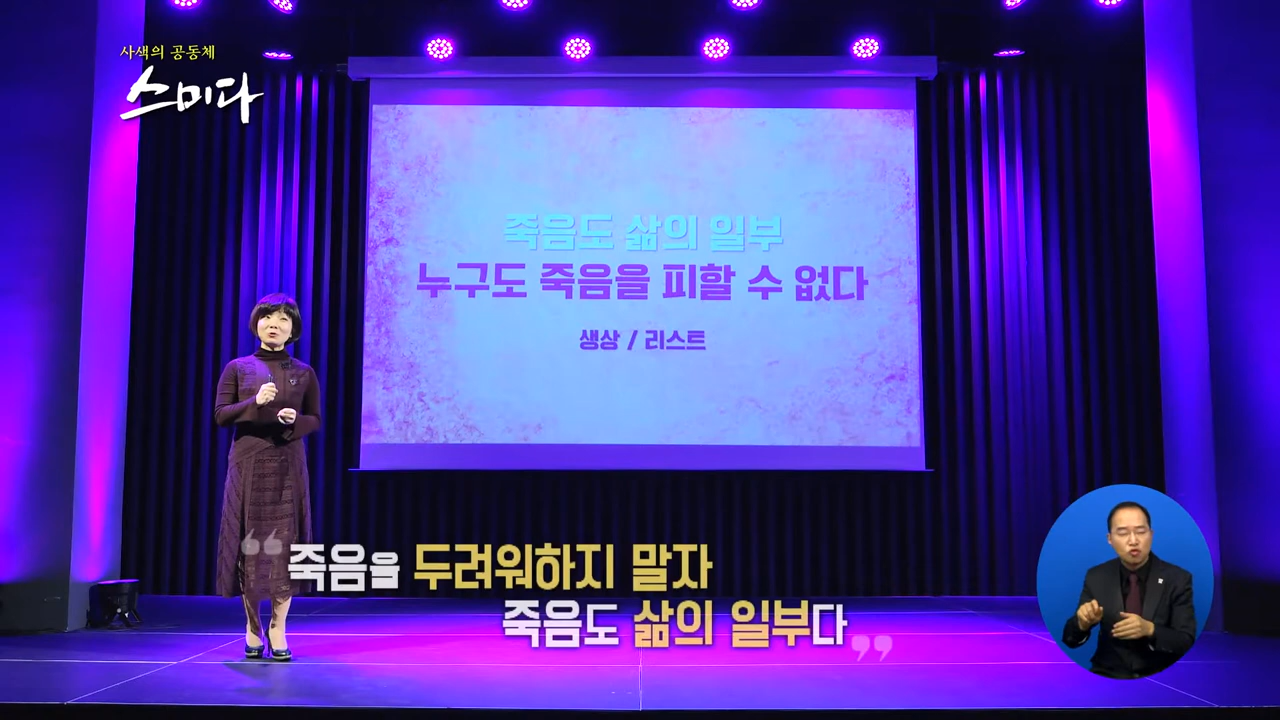 사색의 공동체
스미다
죽음도 삶의 일부
누구도 죽음을 피할 수 없다
생상 / 리스트
“죽음을 두려워하지 말자
죽음도 삶의 일부다”